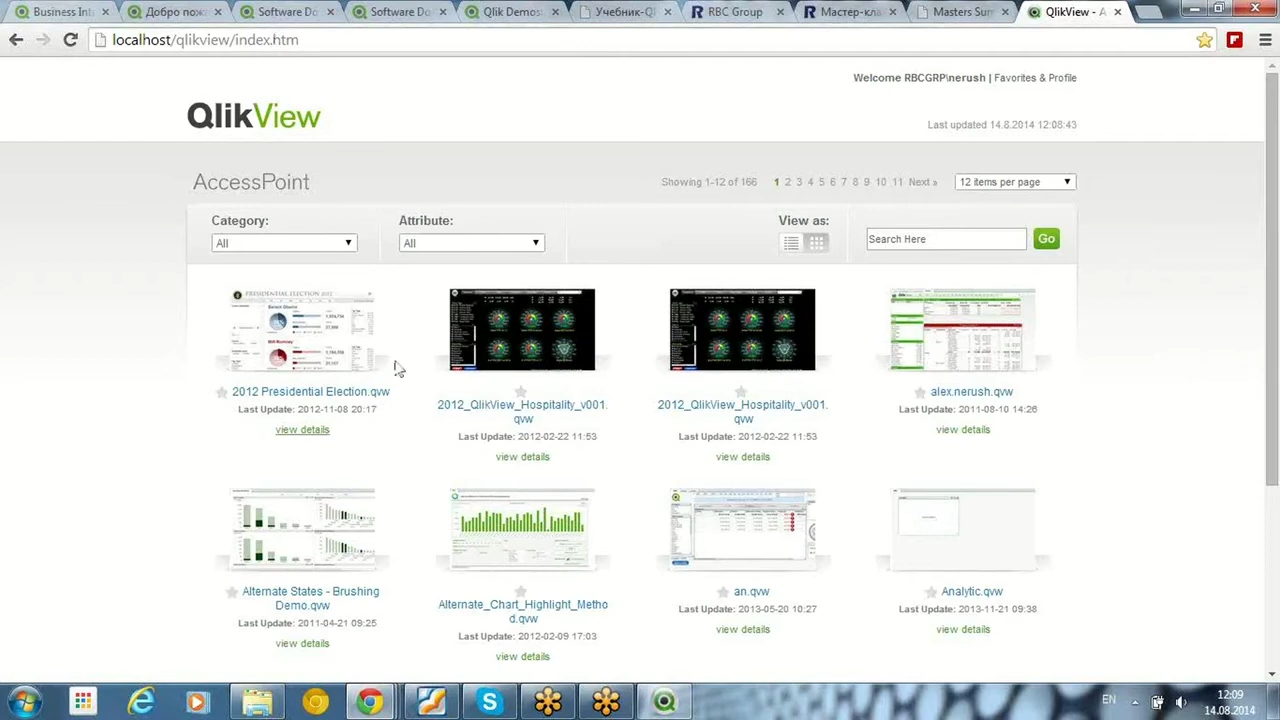 Business Int
Добро пож
Software Do
Software Do
Qlik Demos
Учебник-Ql
RBC Group
Мастер-кла
Masters Sum
QlikView - A
localhost/qlikview/index.htm
Welcome RBCGRP\nerush | Favorites & Profile
QlikView
Last updated 14.8.2014 12:08:43
AccessPoint
Showing 1-12 of 166
1 2 3 4 5 6 7 8 9 10 11 Next »
12 items per page
Category:
All
Attribute:
All
View as:
Search Here
Go
PRESIDENTIAL ELECTION 2012
2012 Presidential Election.qvw
Last Update: 2012-11-08 20:17
view details
2012_QlikView_Hospitality_v001.
qvw
Last Update: 2012-02-22 11:53
view details
2012_QlikView_Hospitality_v001.
qvw
Last Update: 2012-02-22 11:53
view details
alex.nerush.qvw
Last Update: 2011-08-10 14:26
view details
Alternate States - Brushing
Demo.qvw
Last Update: 2011-04-21 09:25
view details
Alternate_Chart_Highlight_Metho
d.qvw
Last Update: 2012-02-09 17:03
view details
an.qvw
Last Update: 2013-05-20 10:27
view details
Analytic.qvw
Last Update: 2013-11-21 09:38
view details
EN
12:09
14.08.2014